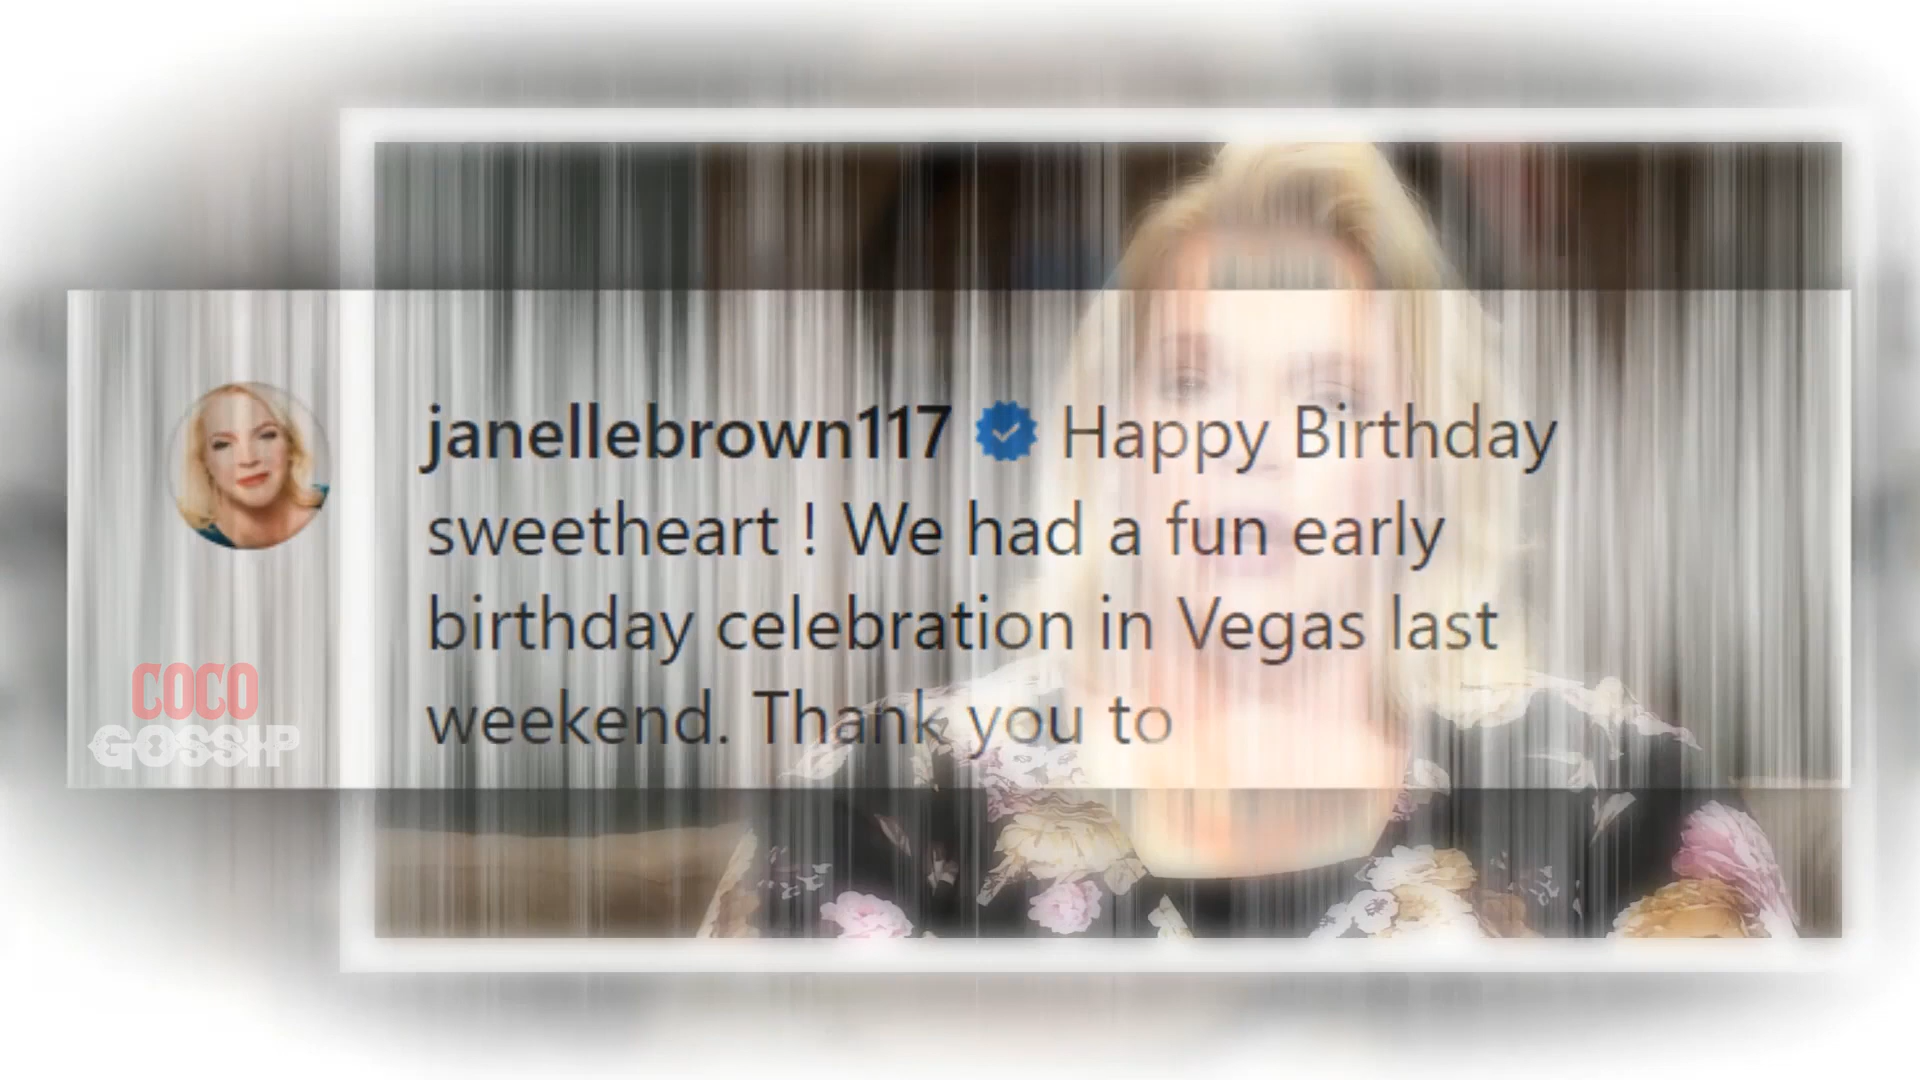 janellebrown117 Happy Birthday
sweetheart ! We had a fun early
birthday celebration in Vegas last
weekend. Thank you to
COCO
GOSSIP